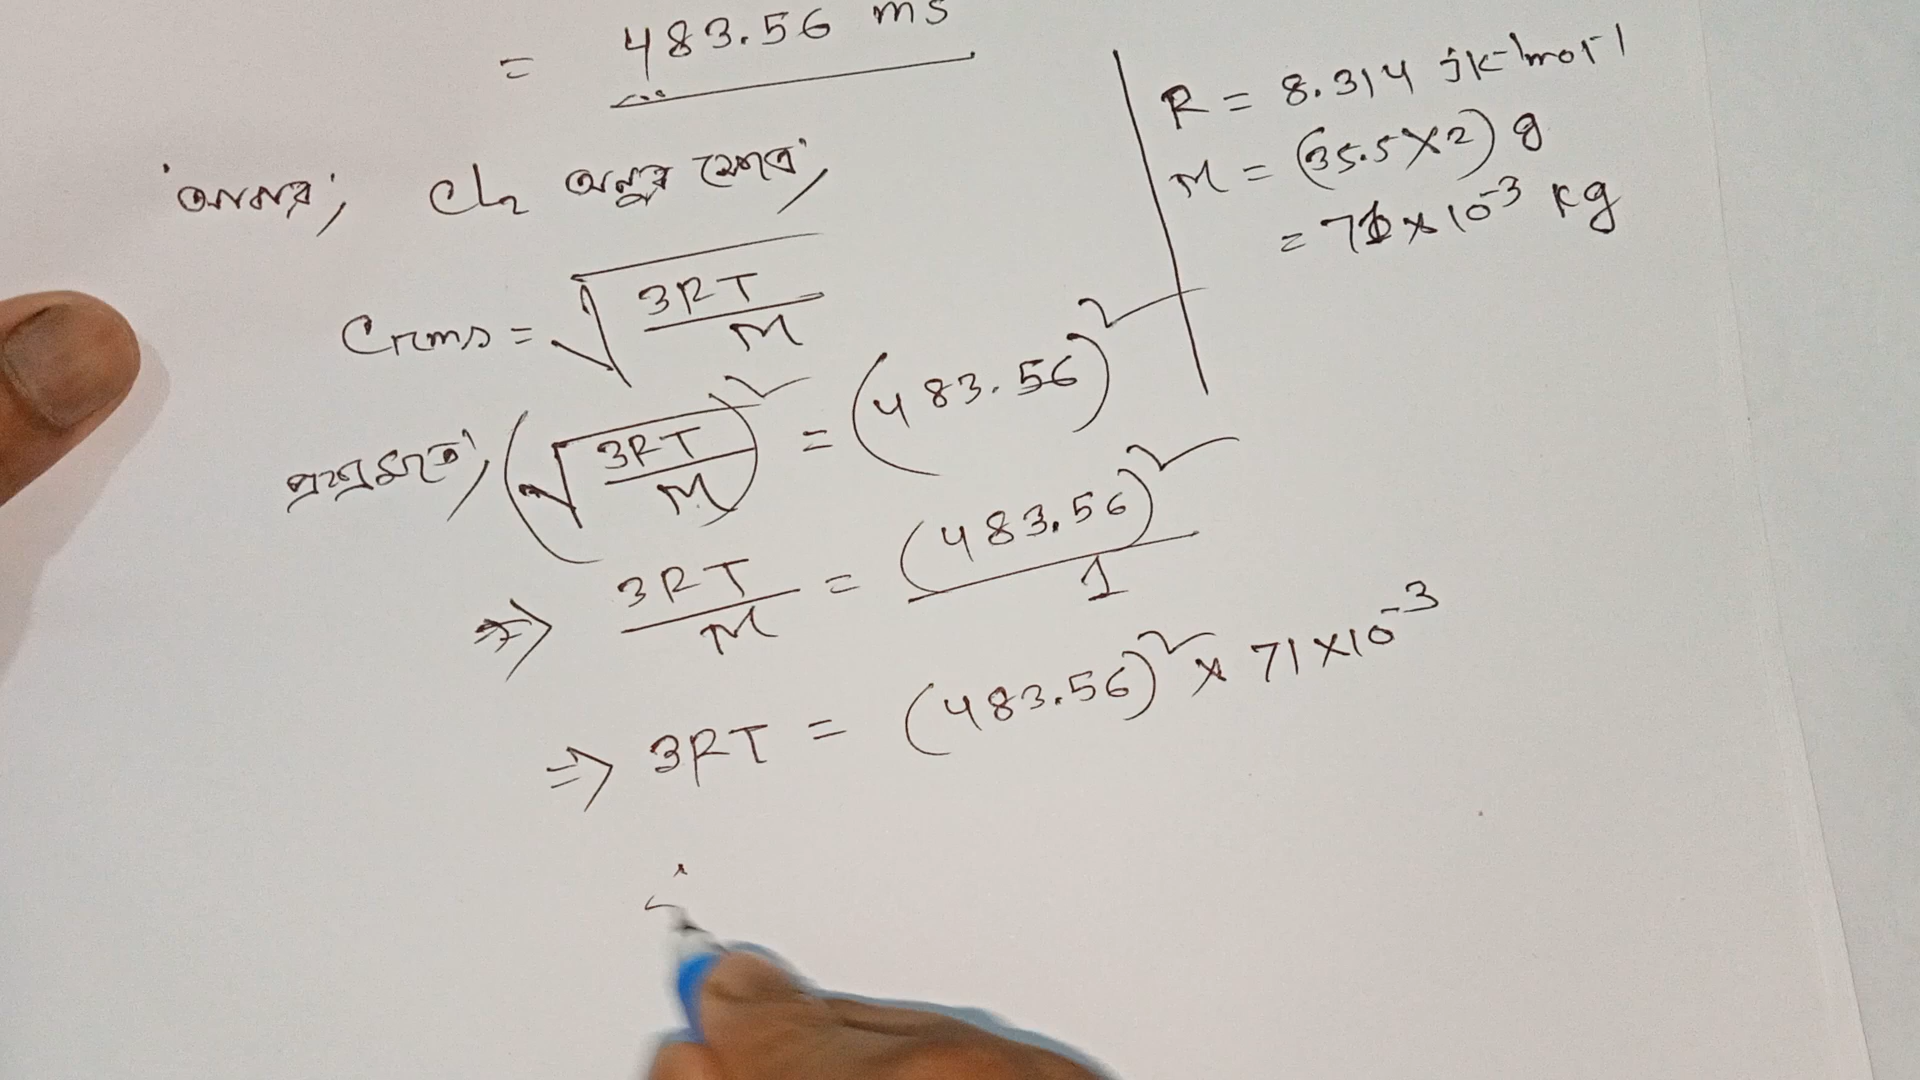 = 483.56 ms
আবার, Cl₂ অনুর ক্ষেত্রে,
R = 8.314 jk⁻¹mol⁻¹
M = (35.5×2) g
= 71×10⁻³ kg
Crms = √(3RT/M)
প্রশ্নমতে, (√(3RT/M))² = (483.56)²
⇒ 3RT/M = (483.56)²/1
⇒ 3RT = (483.56)² × 71×10⁻³